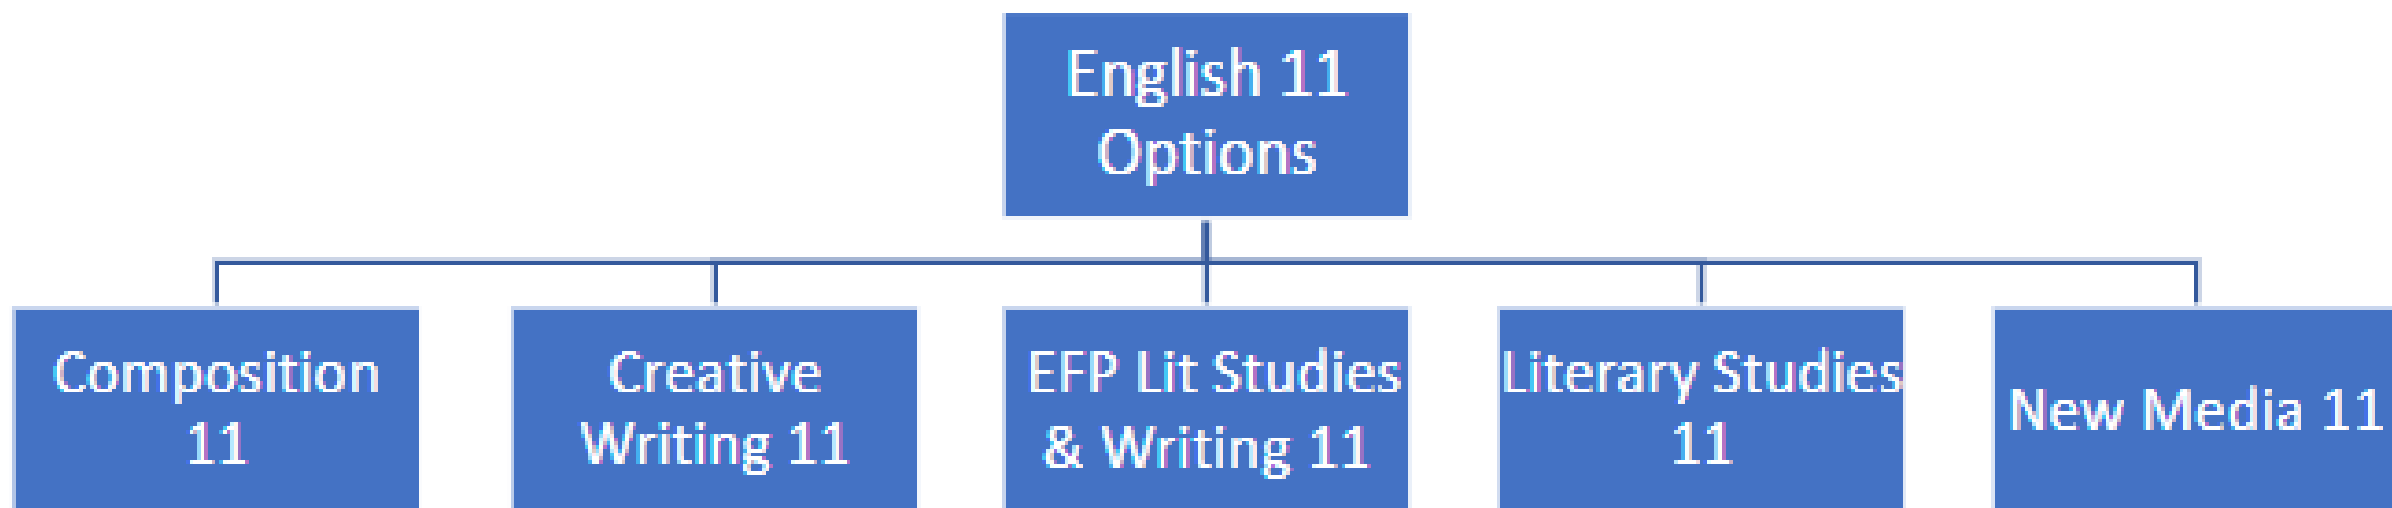 English 11
Options
Composition
11
Creative
Writing 11
EFP Lit Studies
& Writing 11
Literary Studies
11
New Media 11